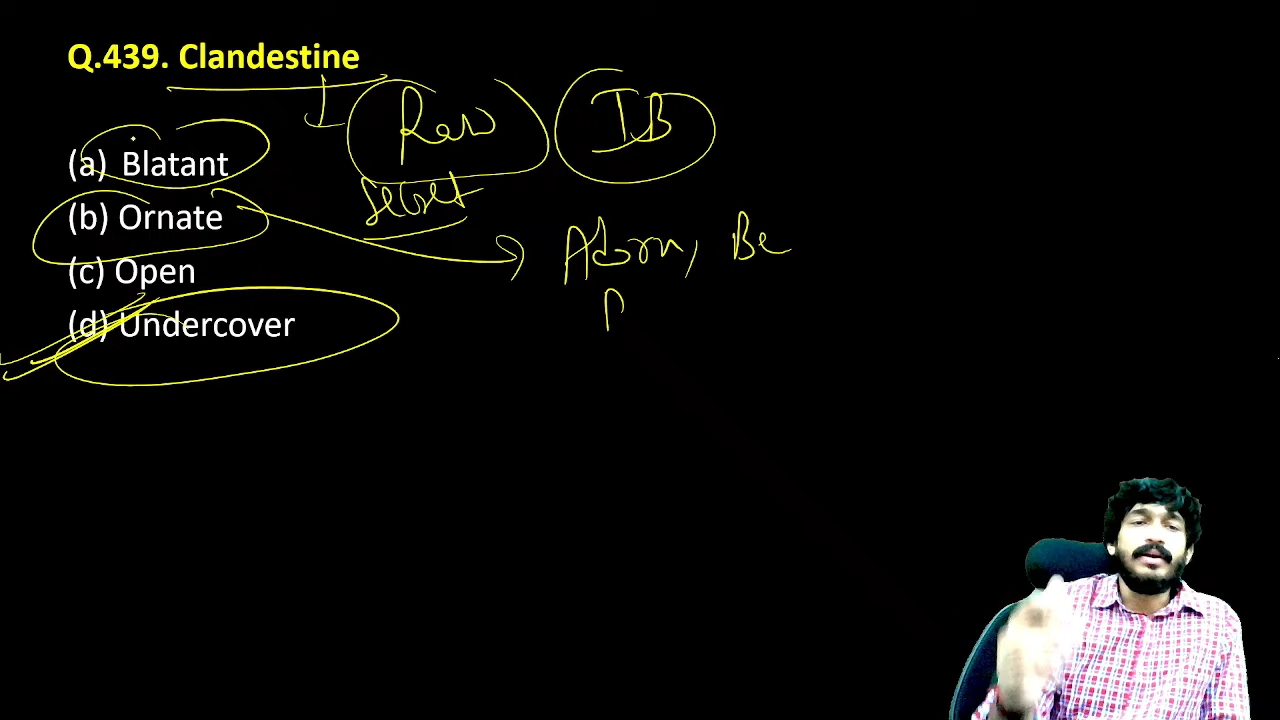 Q.439. Clandestine
Raw IB
(a) Blatant
secret
(b) Ornate
Adorn, Be
(c) Open
(d) Undercover